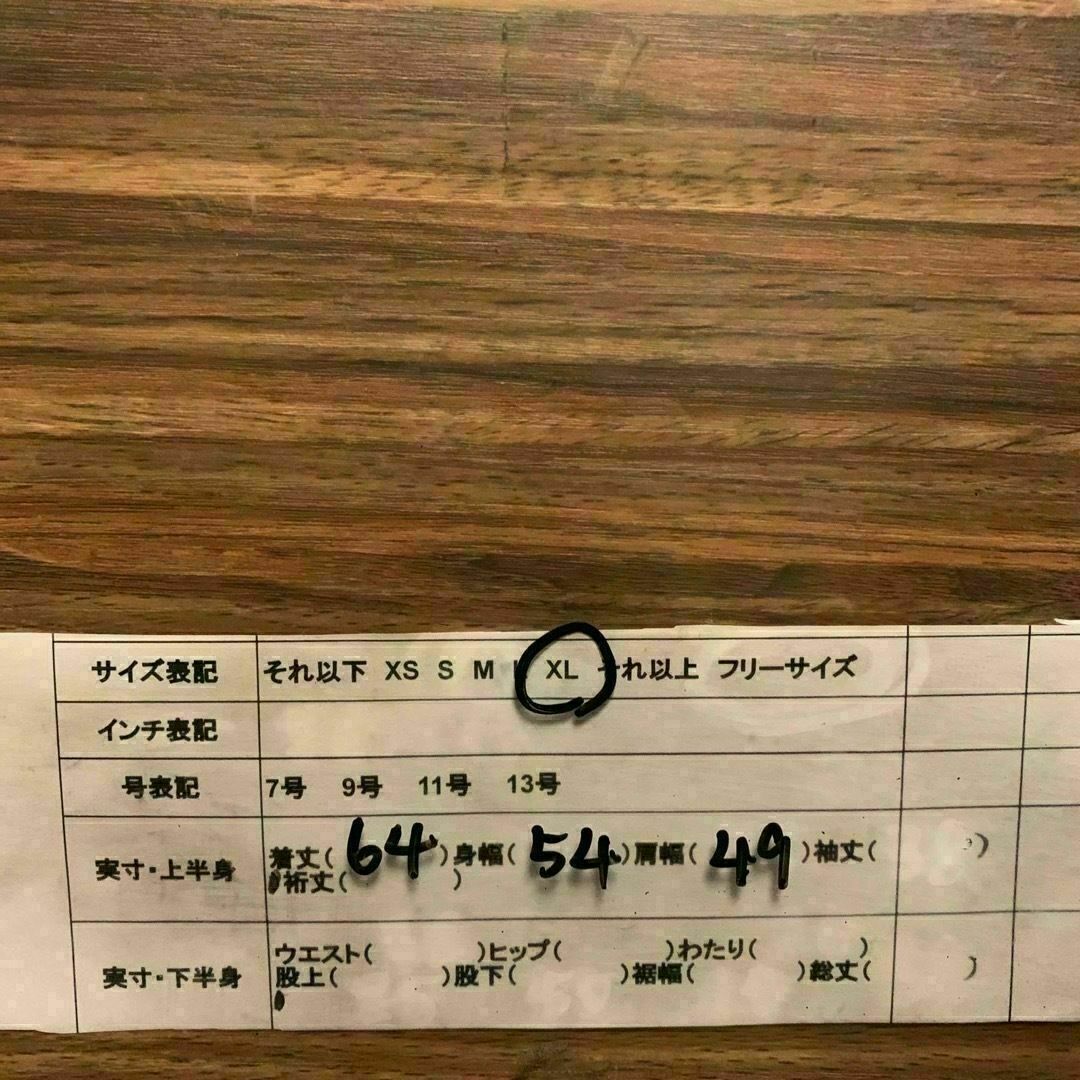 サイズ表記 それ以下 XS S M XL それ以上 フリーサイズ
インチ表記
号表記 7号 9号 11号 13号
実寸・上半身 着丈( 64 )身幅( 54 )肩幅( 49 )袖丈( )
裄丈( )
実寸・下半身 ウエスト( )ヒップ( )わたり( )
股上( )股下( )裾幅( )総丈( )